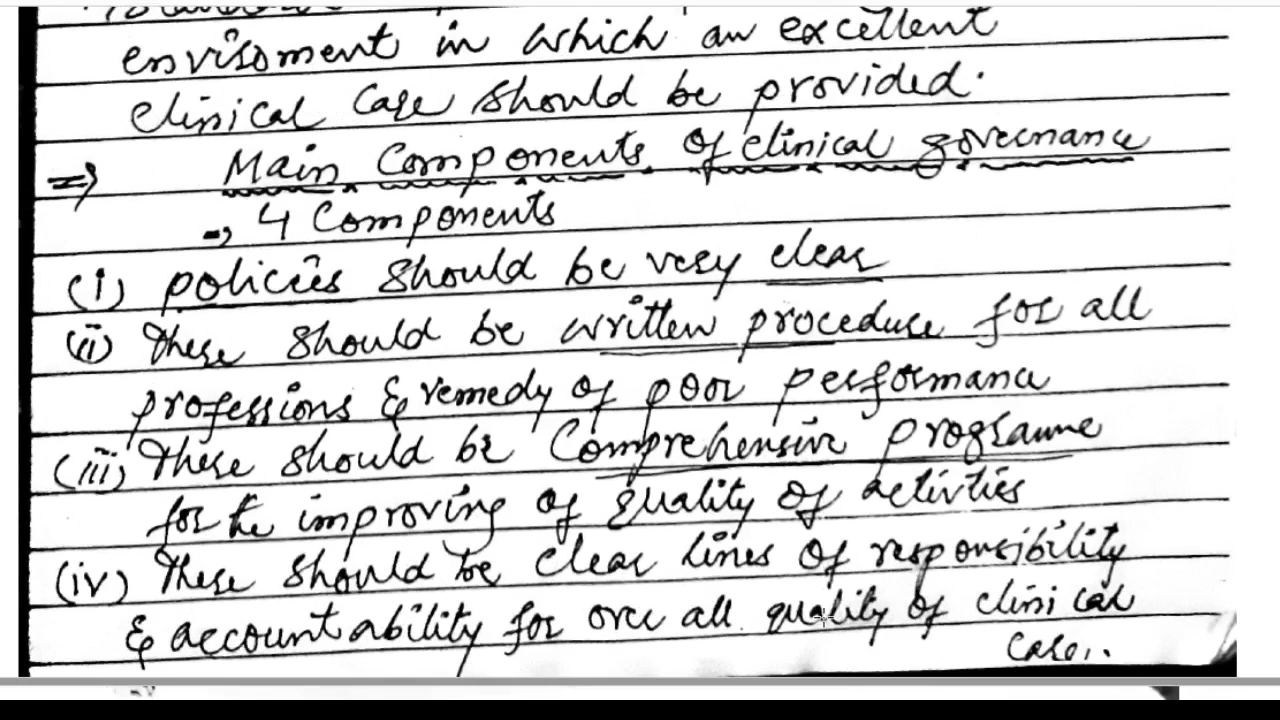 environment in which an excellent
clinical care should be provided.
⇒ Main Components of clinical governance
→ 4 Components
(i) policies should be very clear
(ii) There should be written procedure for all
professions & remedy of poor performance
(iii) There should be Comprehensive programme
for the improving of quality of activties
(iv) There should be clear lines of responsibility
& accountability for over all quality of clinical
care..